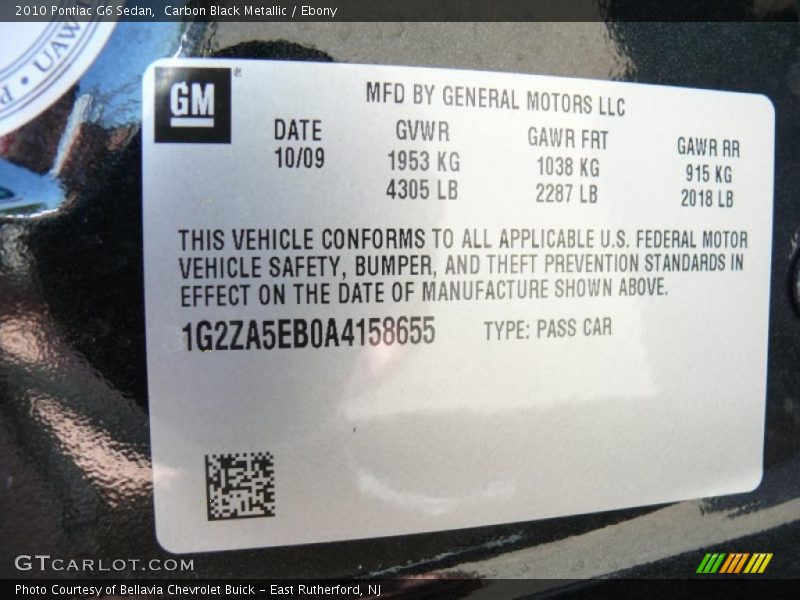 2010 Pontiac G6 Sedan, Carbon Black Metallic / Ebony
UAW
GM
MFD BY GENERAL MOTORS LLC
DATE GVWR GAWR FRT GAWR RR
10/09 1953 KG 1038 KG 915 KG
4305 LB 2287 LB 2018 LB
THIS VEHICLE CONFORMS TO ALL APPLICABLE U.S. FEDERAL MOTOR
VEHICLE SAFETY, BUMPER, AND THEFT PREVENTION STANDARDS IN
EFFECT ON THE DATE OF MANUFACTURE SHOWN ABOVE.
1G2ZA5EB0A4158655 TYPE: PASS CAR
GTCARLOT.COM
Photo Courtesy of Bellavia Chevrolet Buick - East Rutherford, NJ